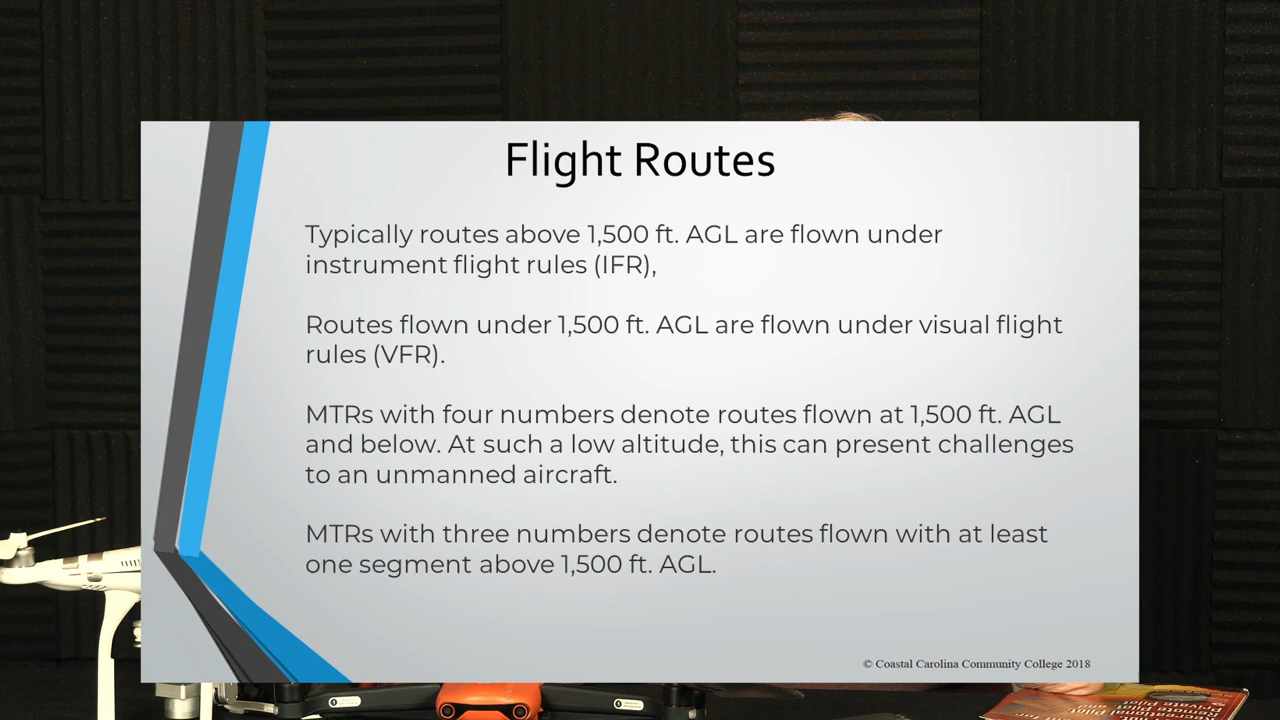 Flight Routes
Typically routes above 1,500 ft. AGL are flown under
instrument flight rules (IFR),
Routes flown under 1,500 ft. AGL are flown under visual flight
rules (VFR).
MTRs with four numbers denote routes flown at 1,500 ft. AGL
and below. At such a low altitude, this can present challenges
to an unmanned aircraft.
MTRs with three numbers denote routes flown with at least
one segment above 1,500 ft. AGL.
© Coastal Carolina Community College 2018